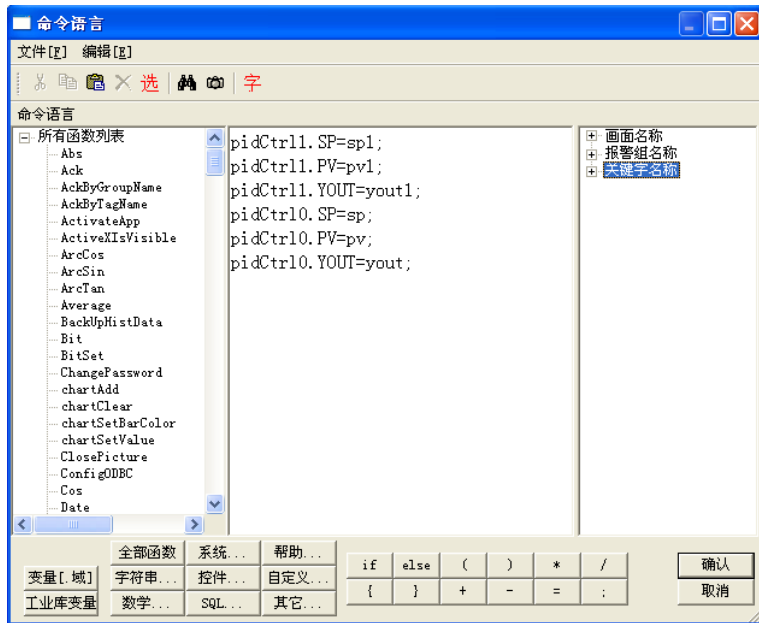 命令语言
文件[F] 编辑[E]
选 字
命令语言
所有函数列表
Abs
Ack
AckByGroupName
AckByTagName
ActivateApp
ActiveXIsVisible
ArcCos
ArcSin
ArcTan
Average
BackUpHistData
Bit
BitSet
ChangePassword
chartAdd
chartClear
chartSetBarColor
chartSetValue
ClosePicture
ConfigODBC
Cos
Date
pidCtrl1.SP=sp1;
pidCtrl1.PV=pv1;
pidCtrl1.YOUT=yout1;
pidCtrl0.SP=sp;
pidCtrl0.PV=pv;
pidCtrl0.YOUT=yout;
画面名称
报警组名称
关键字名称
全部函数 系统... 帮助...
变量[.域] 字符串... 控件... 自定义...
工业库变量 数学... SQL... 其它...
if else ( ) * /
{ } + - = ;
确认
取消